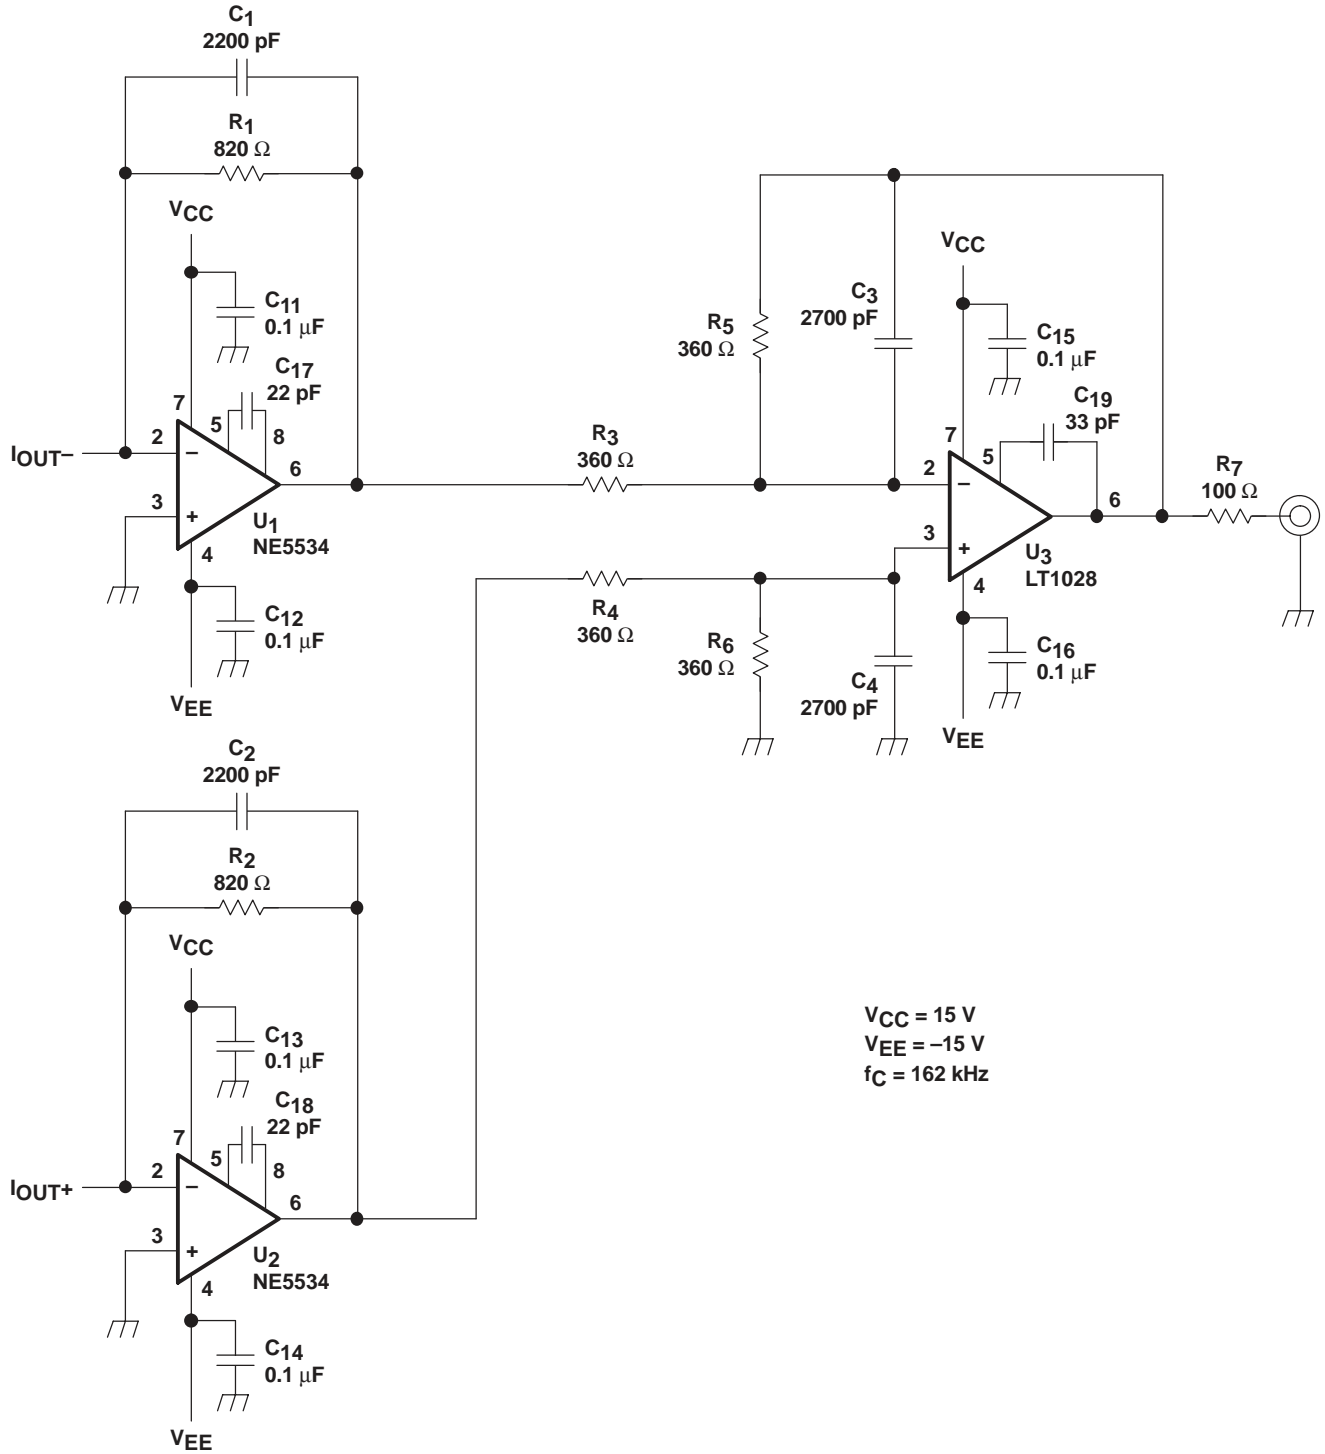 C1
2200 pF
R1
820 Ω
VCC
C11
0.1 μF
C17
22 pF
7
5
8
2
IOUT–
–
6
3
+
U1
NE5534
4
C12
0.1 μF
VEE
R3
360 Ω
R5
360 Ω
C3
2700 pF
VCC
C15
0.1 μF
C19
33 pF
7
5
2
–
6
R7
100 Ω
3
+
U3
LT1028
4
R4
360 Ω
R6
360 Ω
C4
2700 pF
C16
0.1 μF
VEE
C2
2200 pF
R2
820 Ω
VCC
C13
0.1 μF
C18
22 pF
7
5
8
2
IOUT+
–
6
3
+
U2
NE5534
4
C14
0.1 μF
VEE
VCC = 15 V
VEE = –15 V
fC = 162 kHz